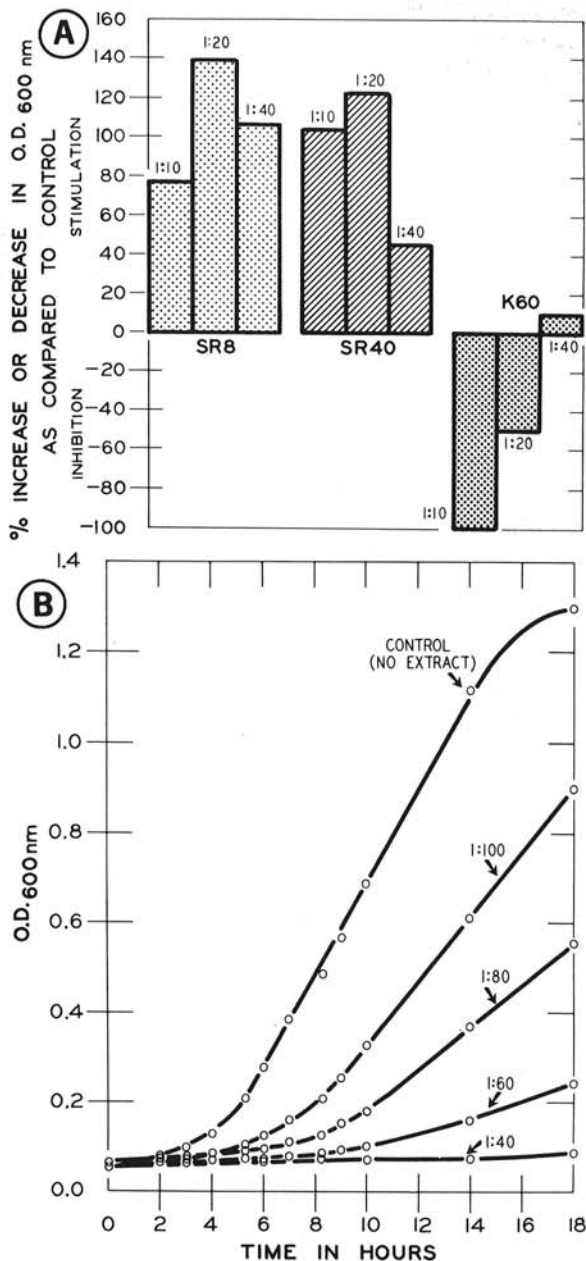 A
% INCREASE OR DECREASE IN O.D. 600 nm
AS COMPARED TO CONTROL
STIMULATION
INHIBITION
160
140
120
100
80
60
40
20
0
-20
-40
-60
-80
-100
1:10
1:20
1:40
SR8
1:10
1:20
1:40
SR40
K60
1:10
1:20
1:40
B
O.D.600nm
1.4
1.2
1.0
0.8
0.6
0.4
0.2
0.0
CONTROL
(NO EXTRACT)
1:100
1:80
1:60
1:40
0 2 4 6 8 10 12 14 16 18
TIME IN HOURS